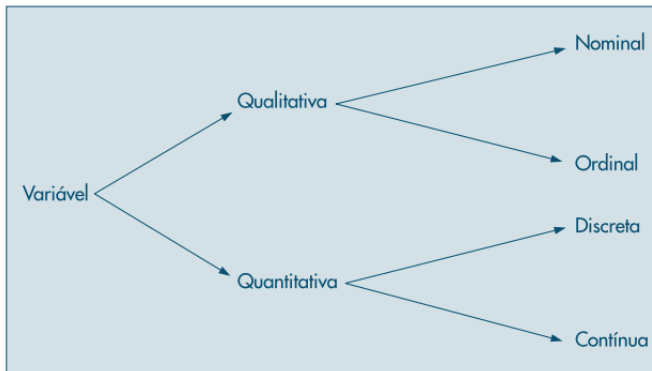 Nominal
Qualitativa
Ordinal
Variável
Discreta
Quantitativa
Contínua